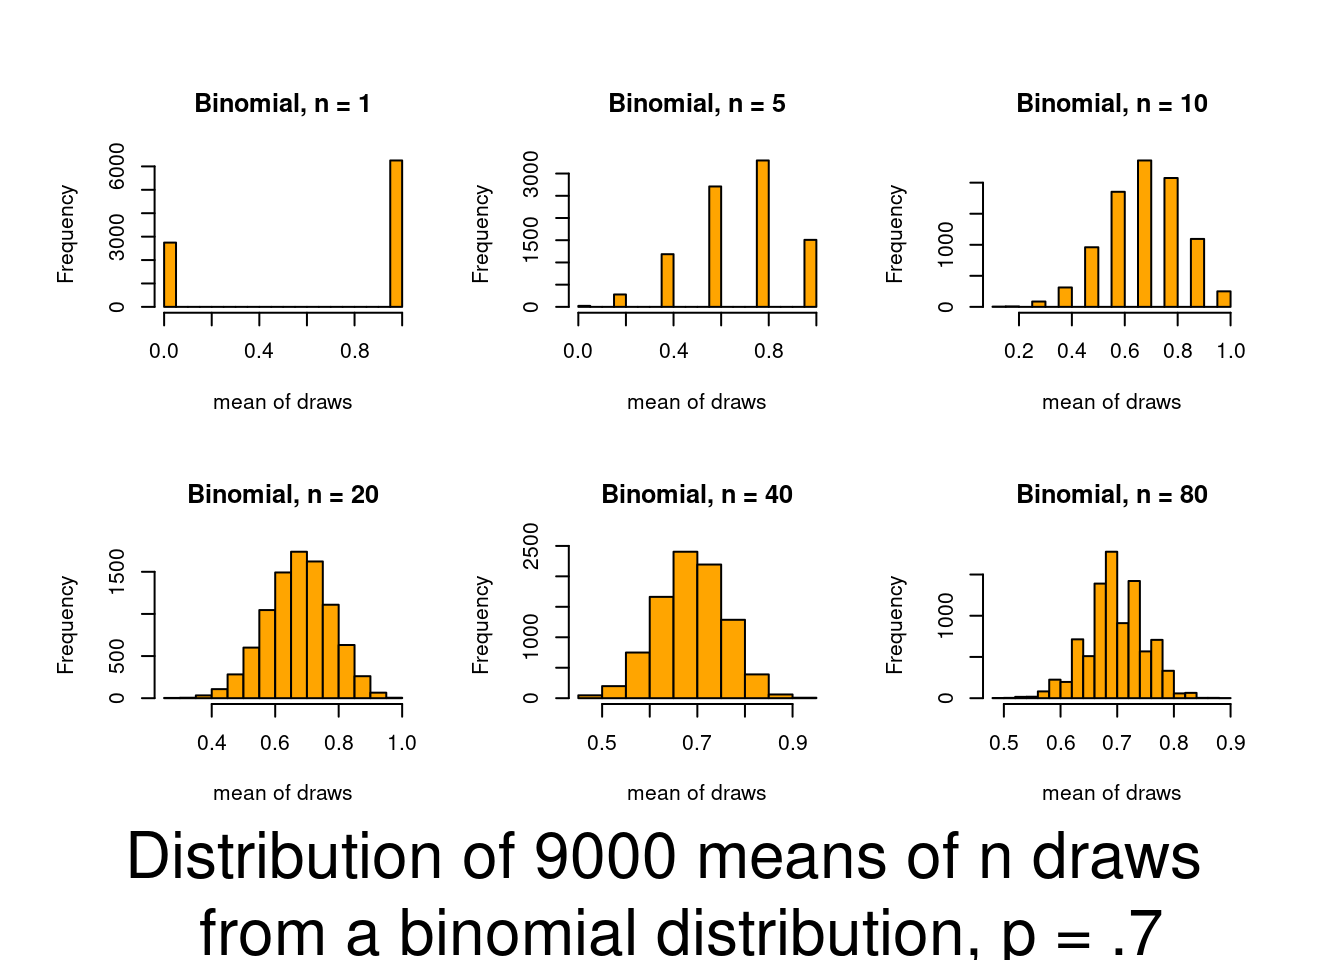 Binomial, n = 1
Frequency
0 3000 6000
0.0 0.4 0.8
mean of draws
Binomial, n = 5
Frequency
0 1500 3000
0.0 0.4 0.8
mean of draws
Binomial, n = 10
Frequency
0 1000
0.2 0.4 0.6 0.8 1.0
mean of draws
Binomial, n = 20
Frequency
0 500 1500
0.4 0.6 0.8 1.0
mean of draws
Binomial, n = 40
Frequency
0 1000 2500
0.5 0.7 0.9
mean of draws
Binomial, n = 80
Frequency
0 1000
0.5 0.6 0.7 0.8 0.9
mean of draws
Distribution of 9000 means of n draws
from a binomial distribution, p = .7